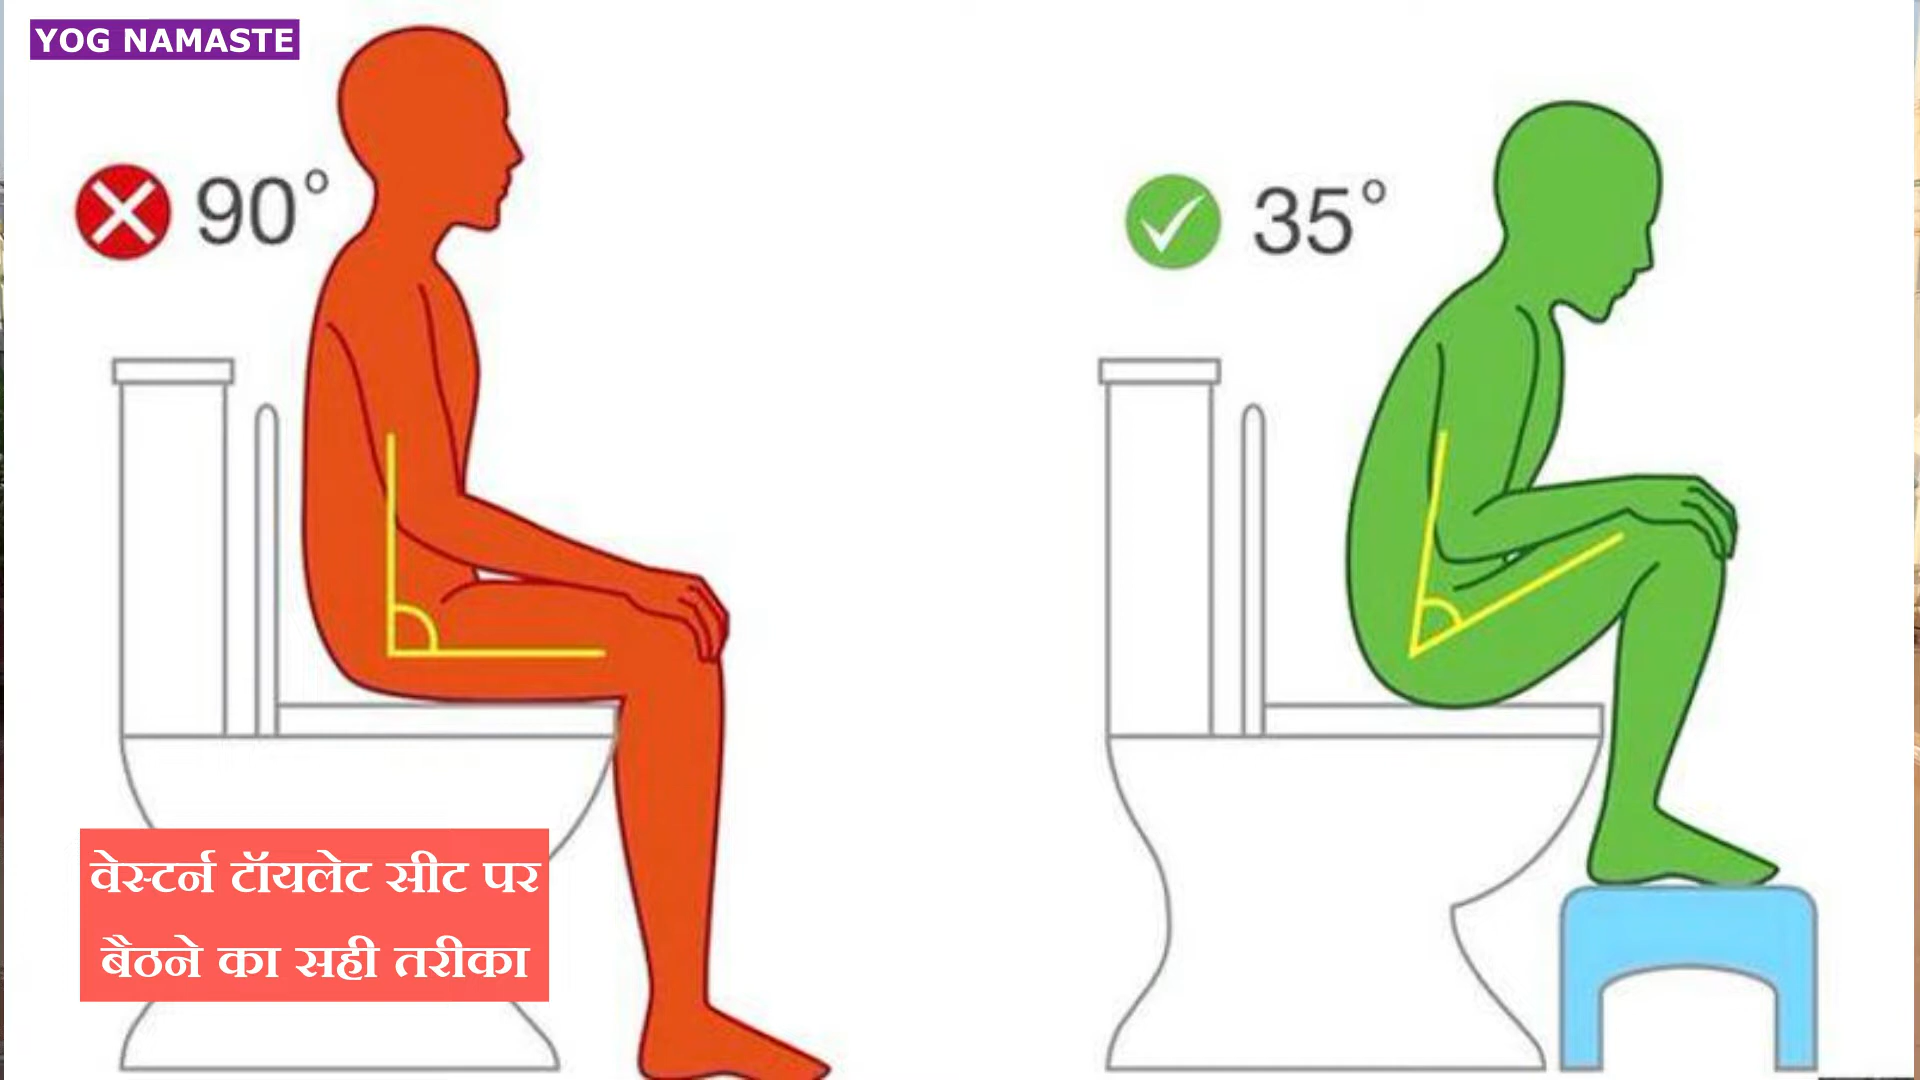 YOG NAMASTE
90°
35°
वेस्टर्न टॉयलेट सीट पर
बैठने का सही तरीका